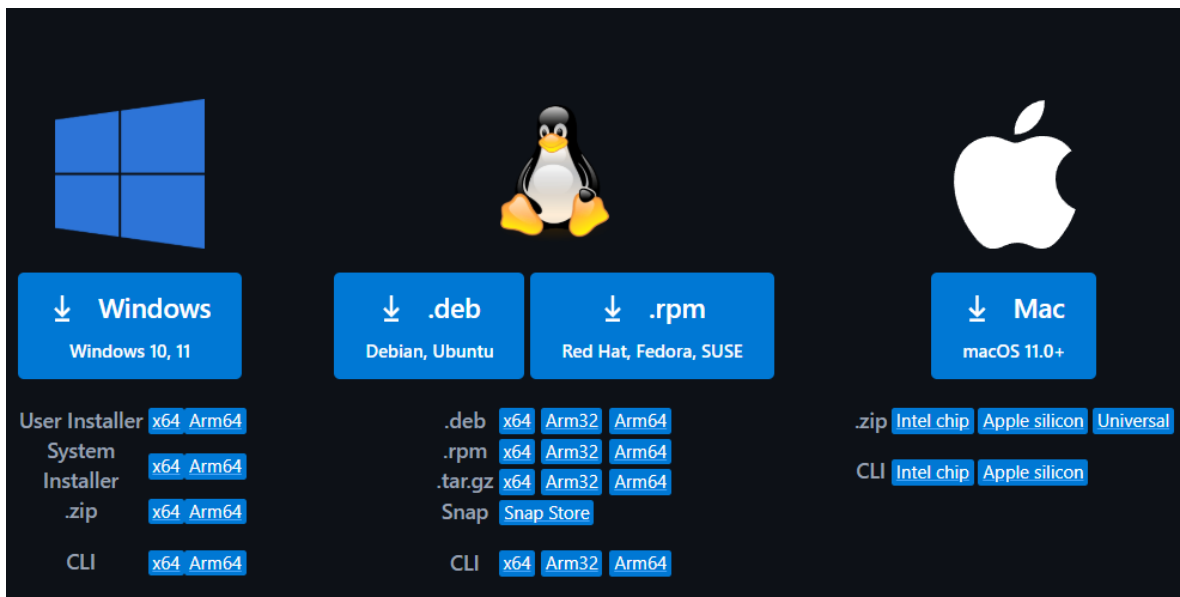 Windows
Windows 10, 11
User Installer x64 Arm64
System
Installer x64 Arm64
.zip x64 Arm64
CLI x64 Arm64
.deb
Debian, Ubuntu
.rpm
Red Hat, Fedora, SUSE
.deb x64 Arm32 Arm64
.rpm x64 Arm32 Arm64
.tar.gz x64 Arm32 Arm64
Snap Snap Store
CLI x64 Arm32 Arm64
Mac
macOS 11.0+
.zip Intel chip Apple silicon Universal
CLI Intel chip Apple silicon